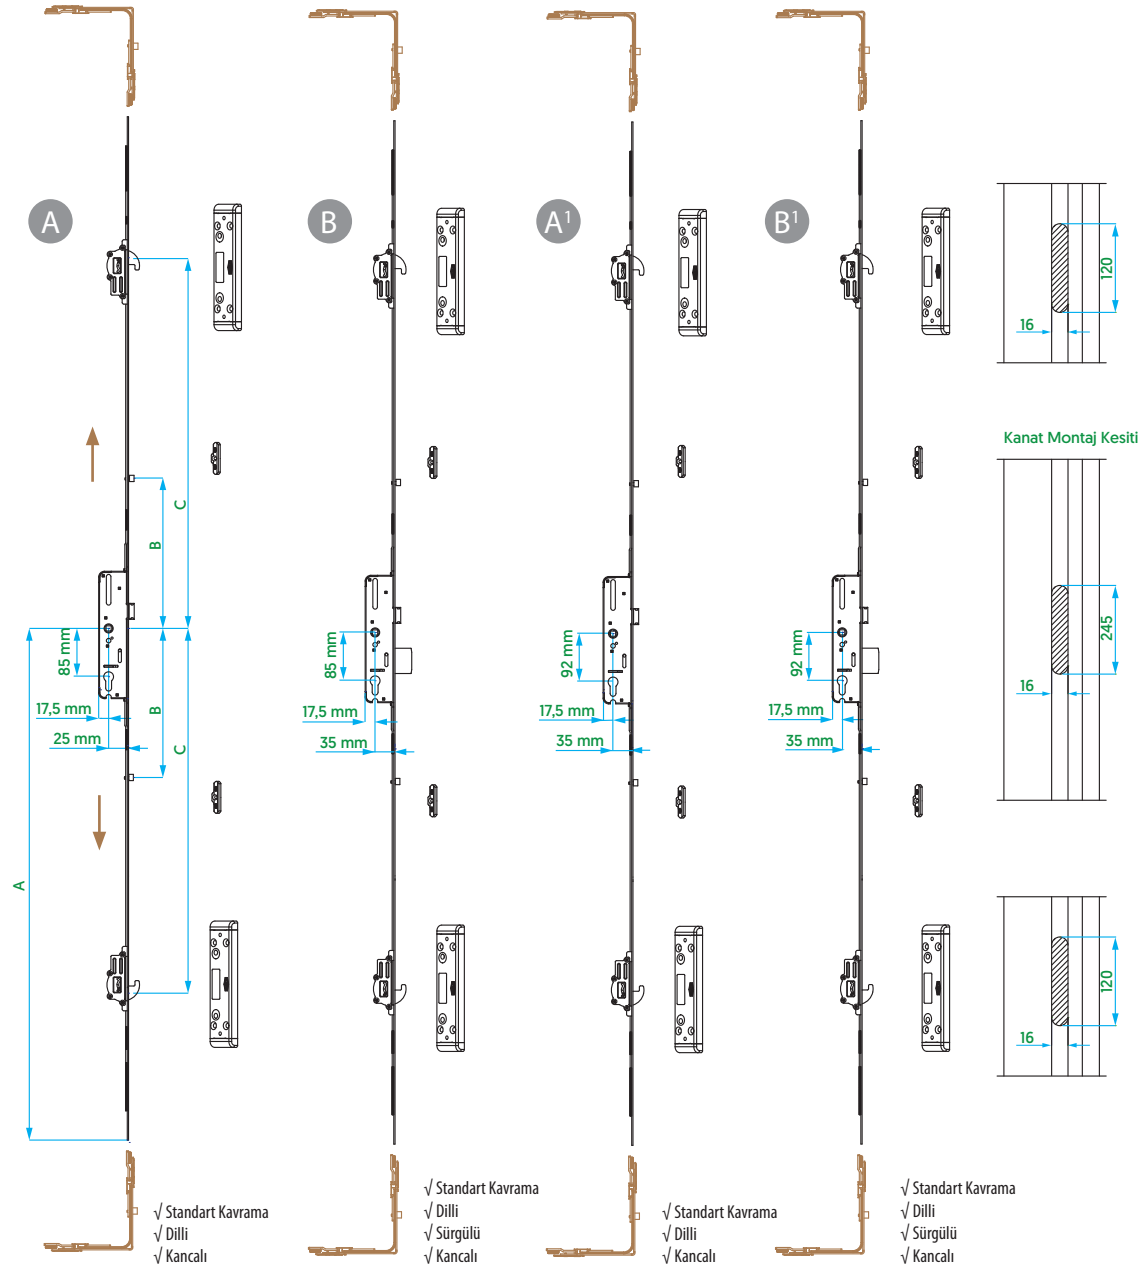 A
B
A¹
B¹
120
16
Kanat Montaj Kesiti
C
B
85 mm
17,5 mm
25 mm
B
C
A
85 mm
17,5 mm
35 mm
92 mm
17,5 mm
35 mm
92 mm
17,5 mm
35 mm
245
16
120
16
√ Standart Kavrama
√ Dilli
√ Kancalı
√ Standart Kavrama
√ Dilli
√ Sürgülü
√ Kancalı
√ Standart Kavrama
√ Dilli
√ Kancalı
√ Standart Kavrama
√ Dilli
√ Sürgülü
√ Kancalı